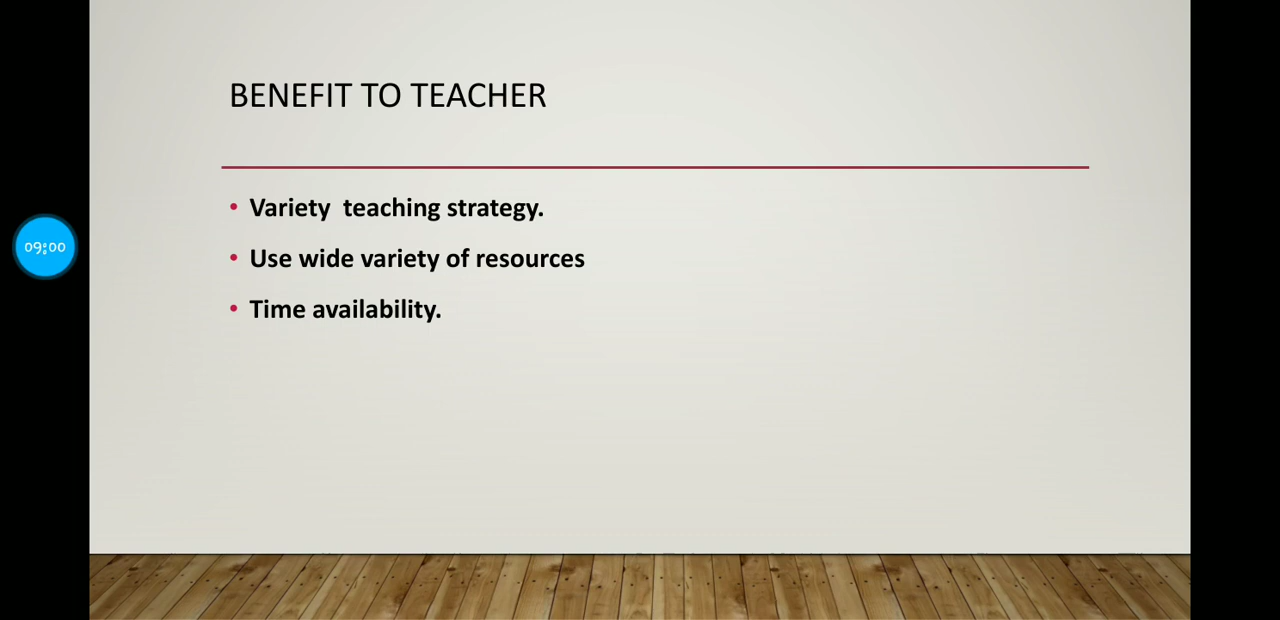 BENEFIT TO TEACHER
• Variety  teaching strategy.
• Use wide variety of resources
• Time availability.
09:00